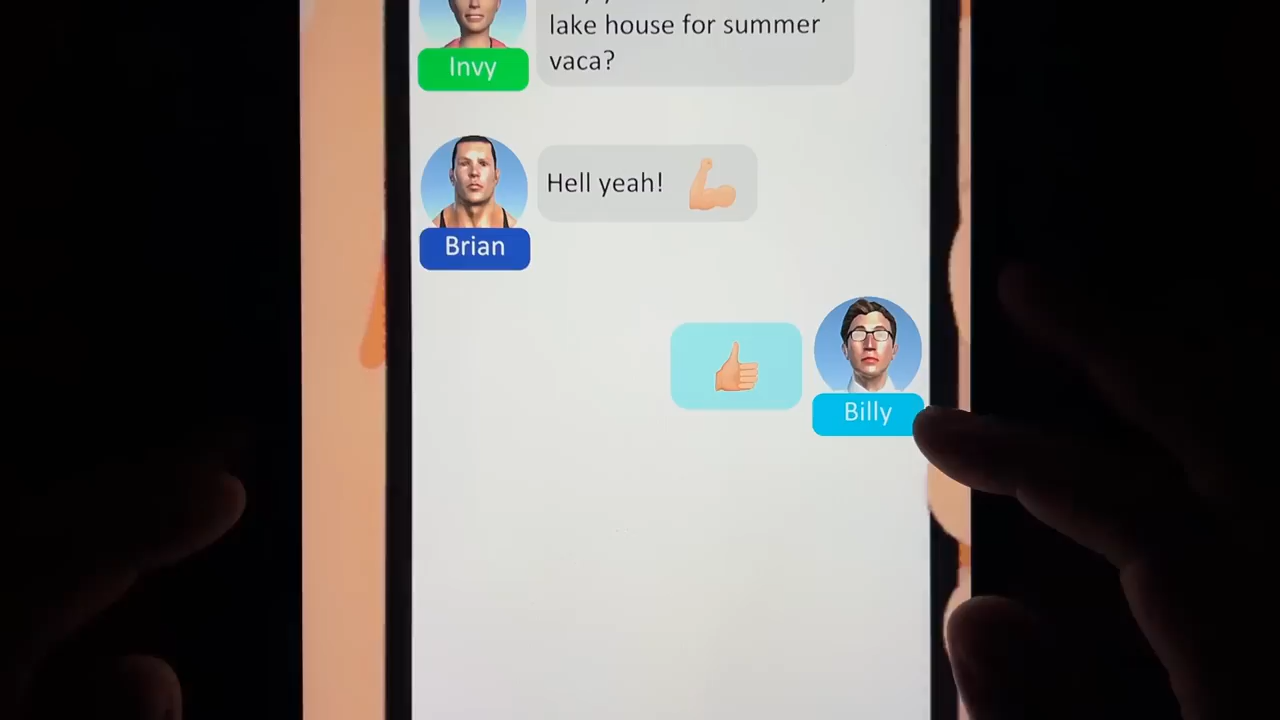 lake house for summer
vaca?
Invy
Hell yeah! 💪🏼
Brian
👍🏼
Billy